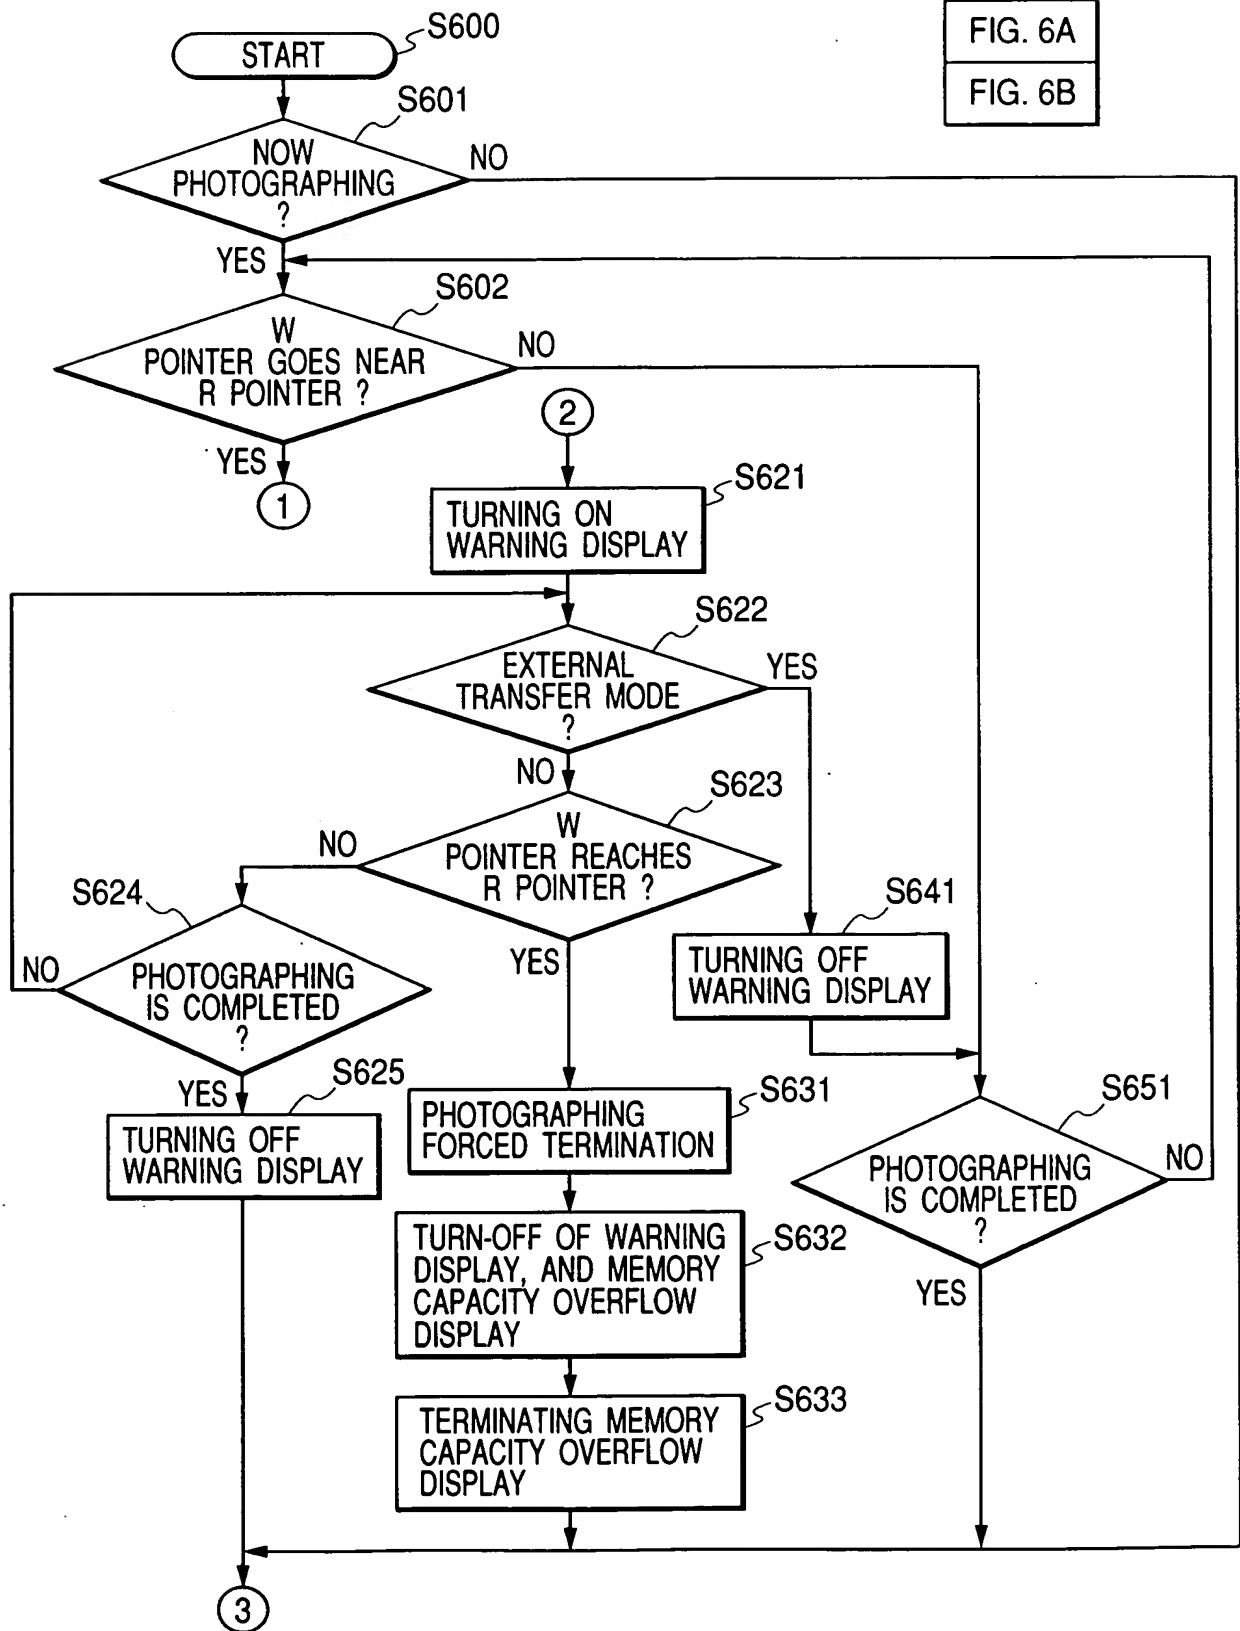 START
S600
FIG. 6A
FIG. 6B
S601
NOW
PHOTOGRAPHING
?
NO
YES
S602
W
POINTER GOES NEAR
R POINTER ?
NO
YES
1
2
S621
TURNING ON
WARNING DISPLAY
S622
EXTERNAL
TRANSFER MODE
?
YES
NO
S623
W
POINTER REACHES
R POINTER ?
NO
YES
S624
PHOTOGRAPHING
IS COMPLETED
?
NO
YES
S641
TURNING OFF
WARNING DISPLAY
S625
TURNING OFF
WARNING DISPLAY
S631
PHOTOGRAPHING
FORCED TERMINATION
S651
PHOTOGRAPHING
IS COMPLETED
?
NO
YES
S632
TURN-OFF OF WARNING
DISPLAY, AND MEMORY
CAPACITY OVERFLOW
DISPLAY
S633
TERMINATING MEMORY
CAPACITY OVERFLOW
DISPLAY
3